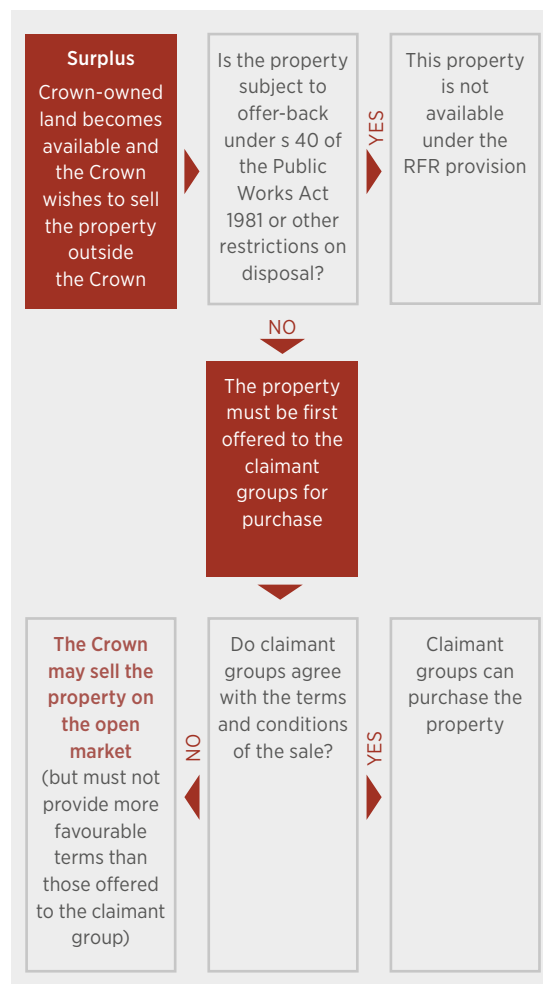 Surplus
Crown-owned
land becomes
available and
the Crown
wishes to sell
the property
outside
the Crown
Is the property
subject to
offer-back
under s 40 of
the Public
Works Act
1981 or other
restrictions on
disposal?
YES
This property
is not
available
under the
RFR provision
NO
The property
must be first
offered to the
claimant
groups for
purchase
The Crown
may sell the
property on
the open
market
(but must not
provide more
favourable
terms than
those offered
to the claimant
group)
NO
Do claimant
groups agree
with the terms
and conditions
of the sale?
YES
Claimant
groups can
purchase the
property